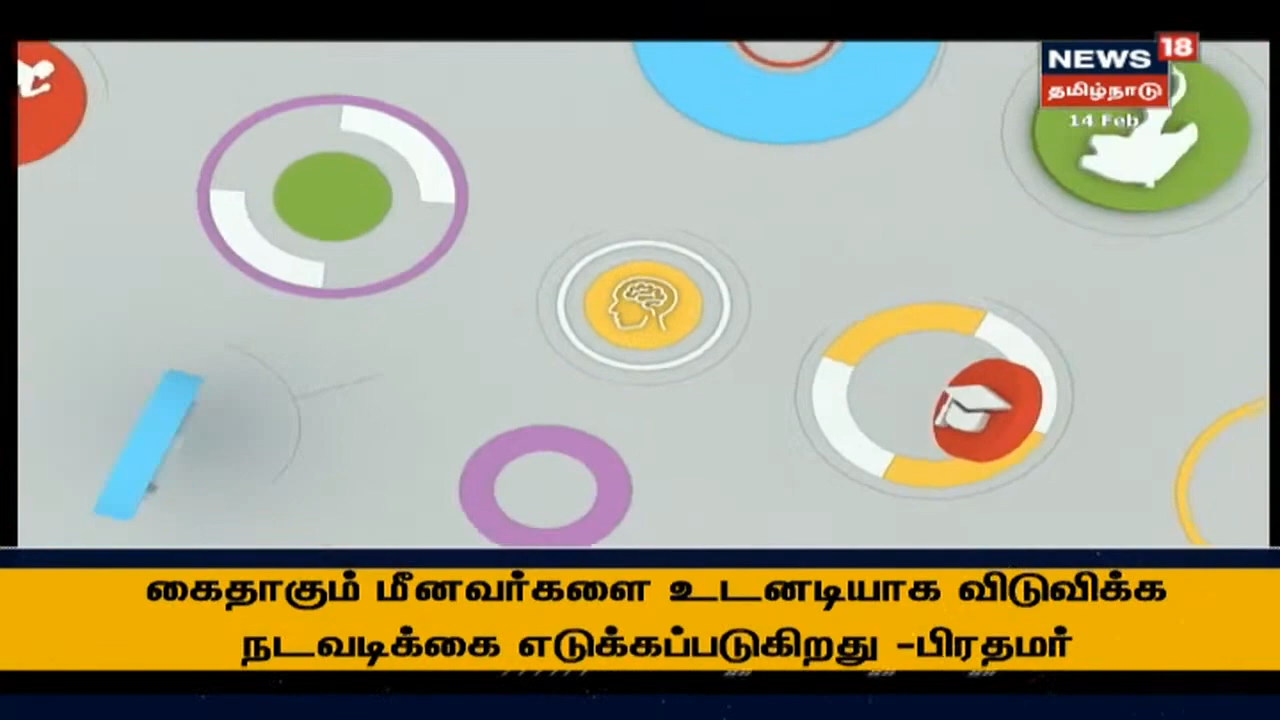 NEWS 18
தமிழ்நாடு
14 Feb
கைதாகும் மீனவர்களை உடனடியாக விடுவிக்க
நடவடிக்கை எடுக்கப்படுகிறது -பிரதமர்